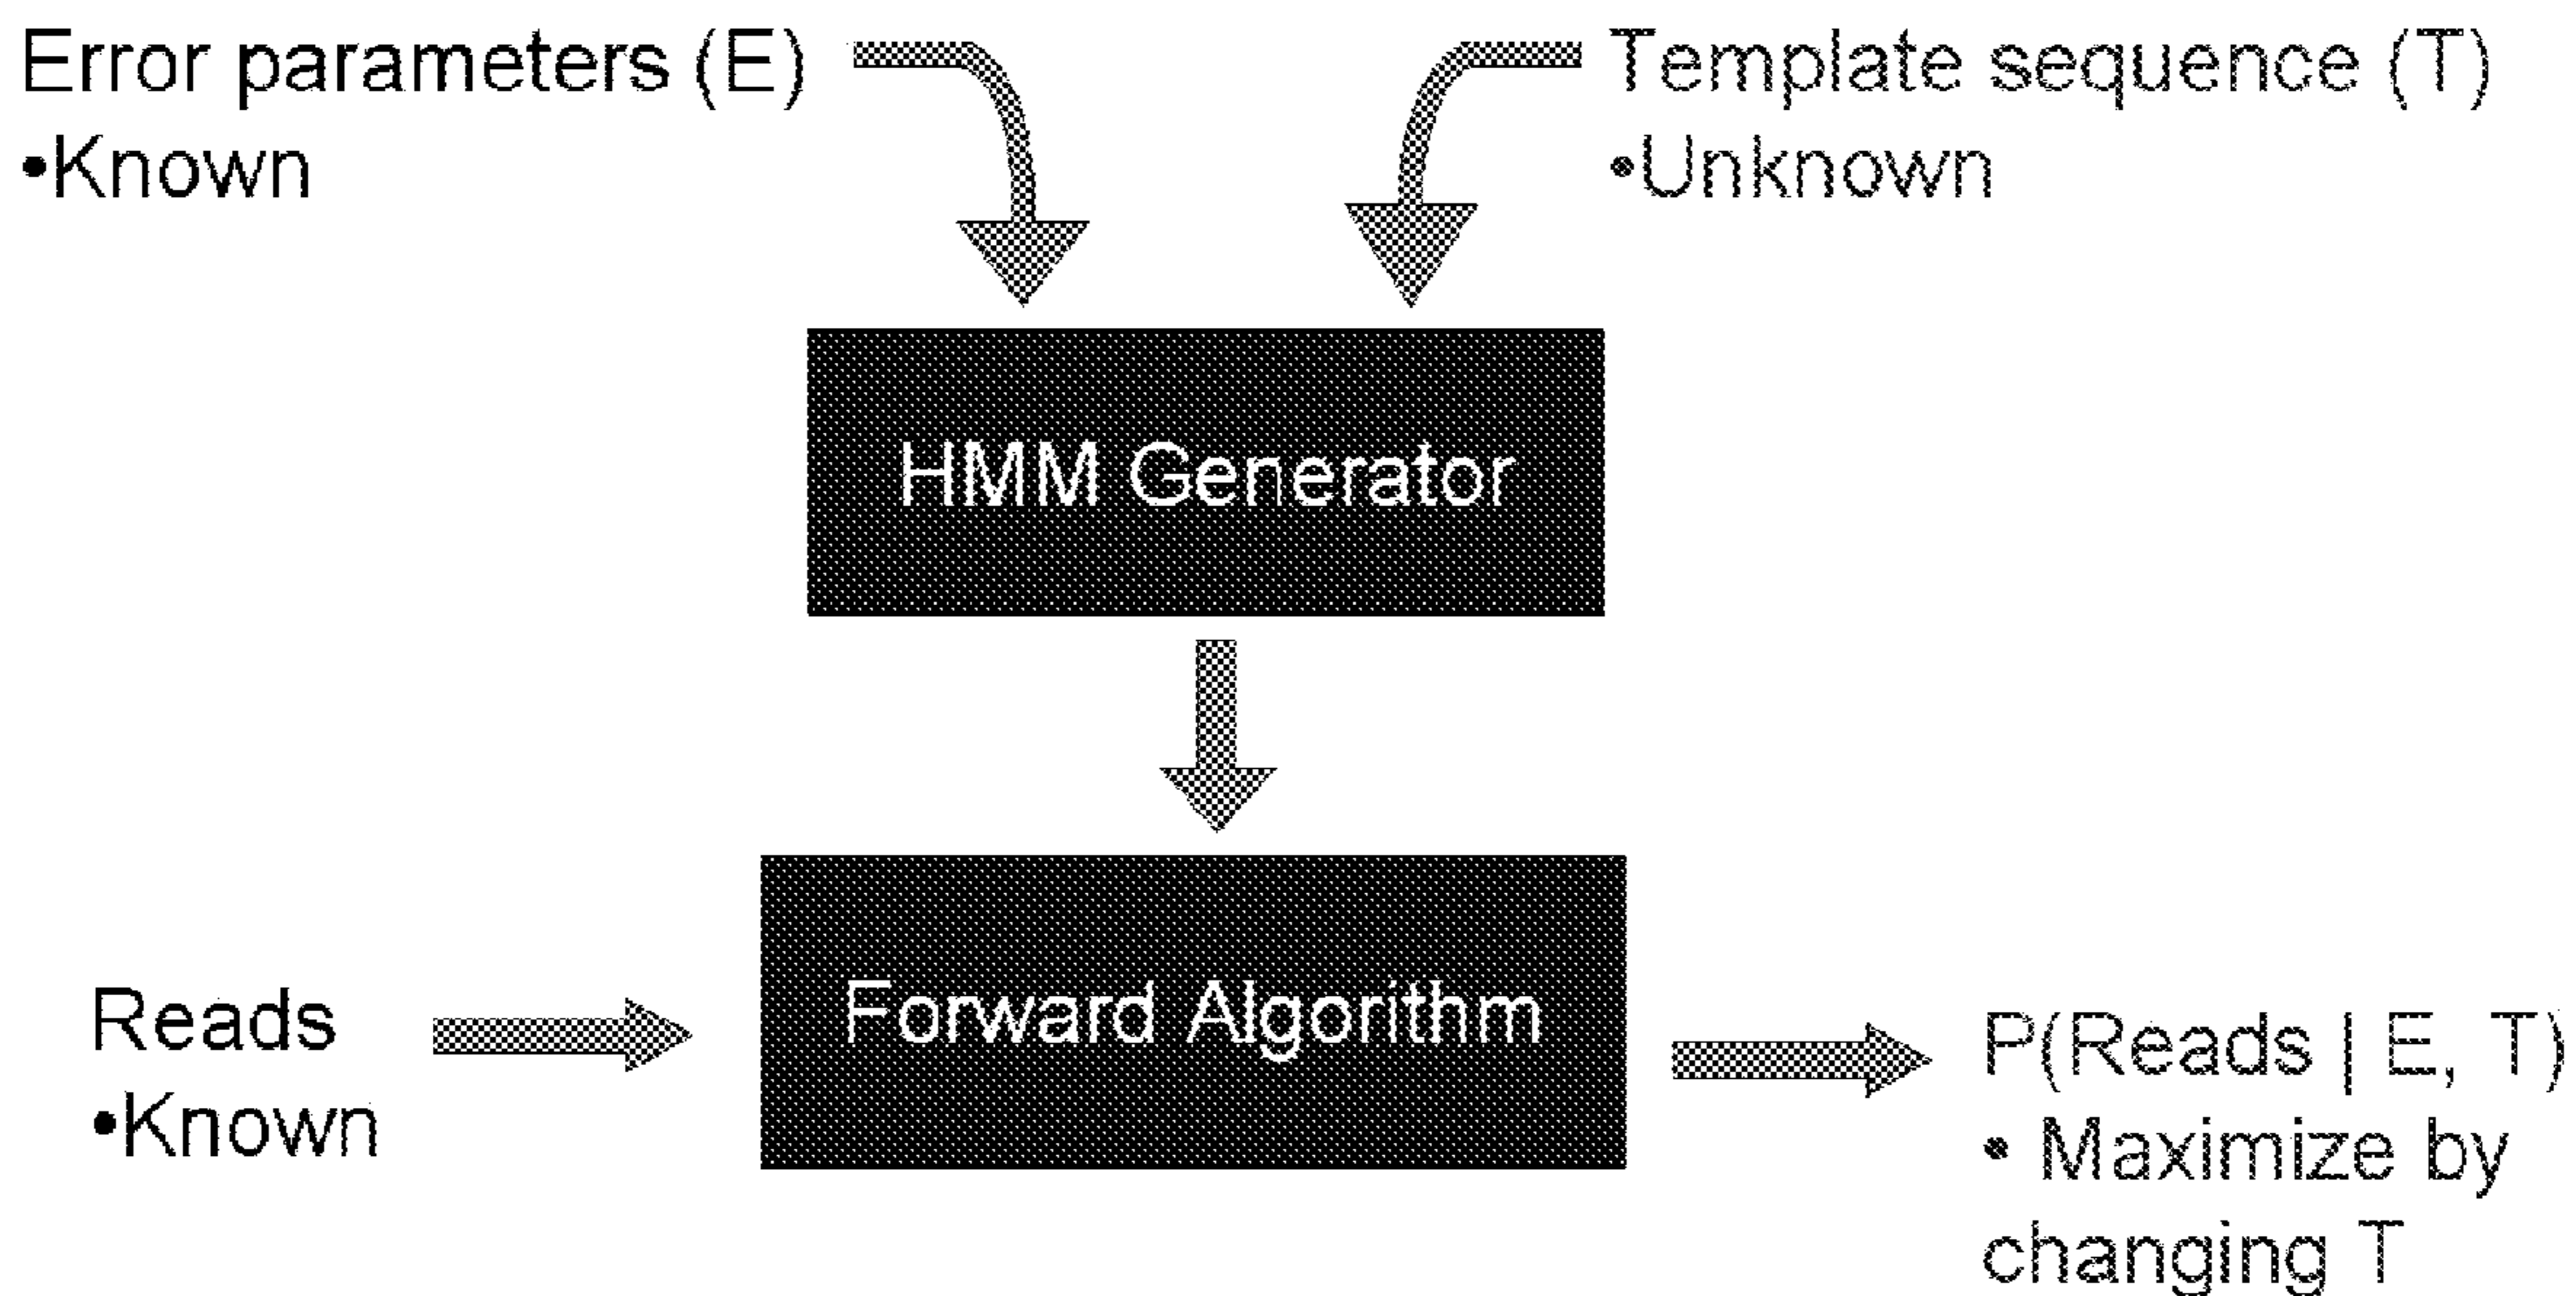 Error parameters (E)
•Known
Template sequence (T)
•Unknown
HMM Generator
Forward Algorithm
Reads
•Known
P(Reads | E, T)
• Maximize by
changing T